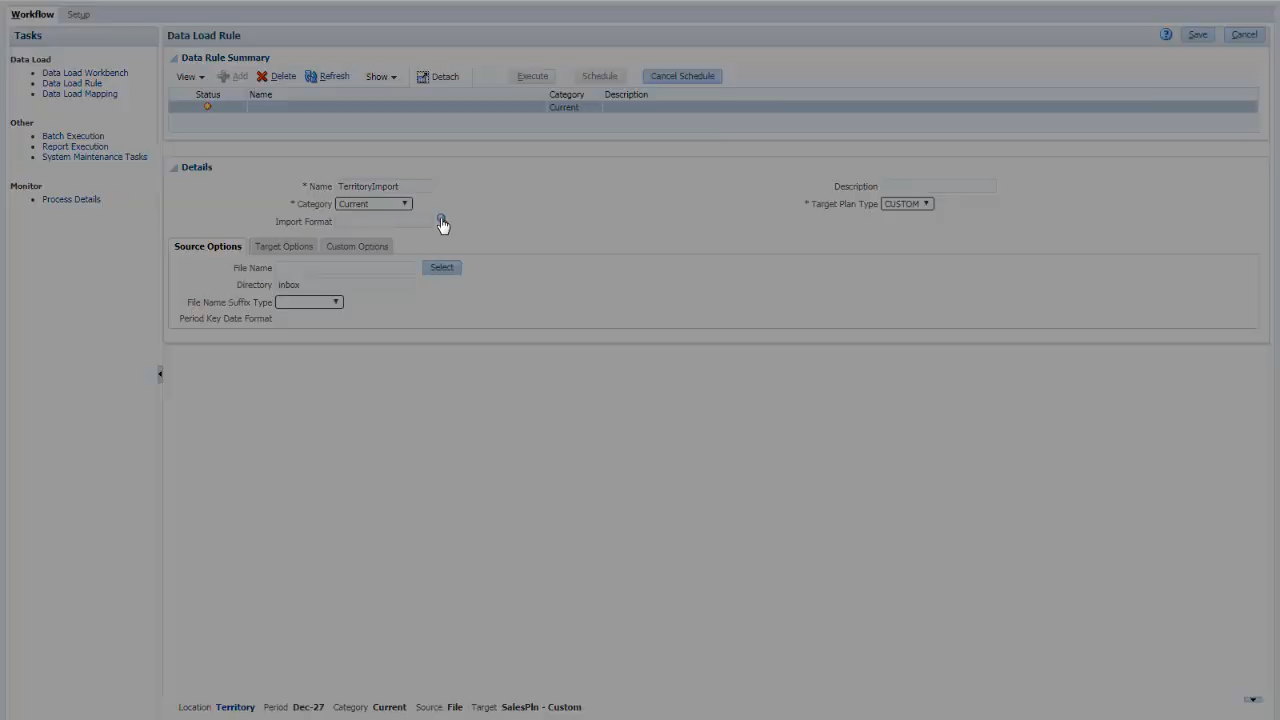 Workflow Setup
Tasks
Data Load
Data Load Workbench
Data Load Rule
Data Load Mapping
Other
Batch Execution
Report Execution
System Maintenance Tasks
Monitor
Process Details
Data Load Rule Save Cancel
Data Rule Summary
View Add Delete Refresh Show Detach Execute Schedule Cancel Schedule
Status Name Category Description
Current
Details
* Name TerritoryImport Description
* Category Current * Target Plan Type CUSTOM
Import Format
Source Options Target Options Custom Options
File Name Select
Directory inbox
File Name Suffix Type
Period Key Date Format
Location Territory Period Dec-27 Category Current Source File Target SalesPln - Custom